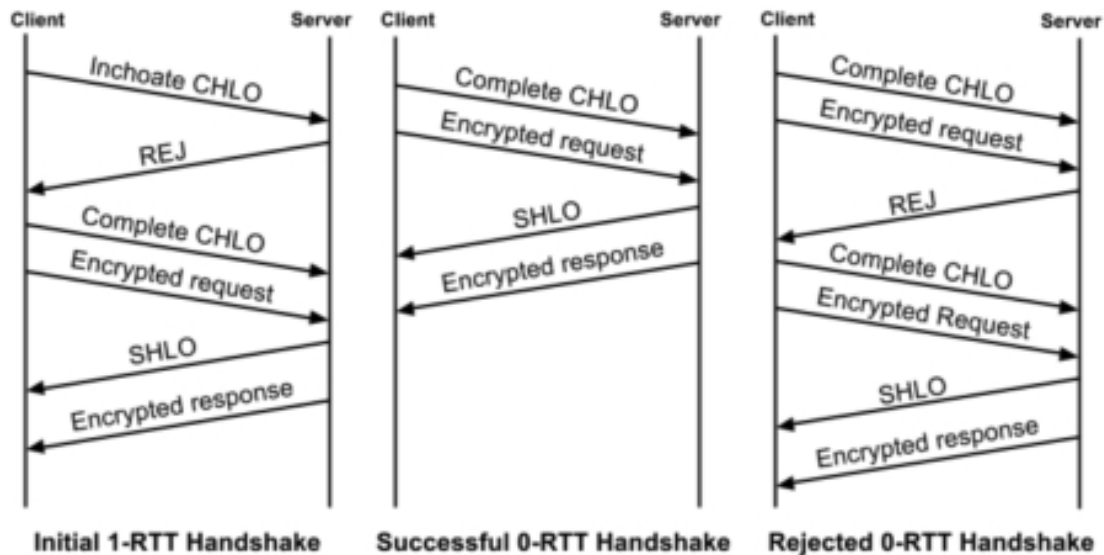 Client Server
Inchoate CHLO
REJ
Complete CHLO
Encrypted request
SHLO
Encrypted response
Initial 1-RTT Handshake
Client Server
Complete CHLO
Encrypted request
SHLO
Encrypted response
Successful 0-RTT Handshake
Client Server
Complete CHLO
Encrypted request
REJ
Complete CHLO
Encrypted Request
SHLO
Encrypted response
Rejected 0-RTT Handshake